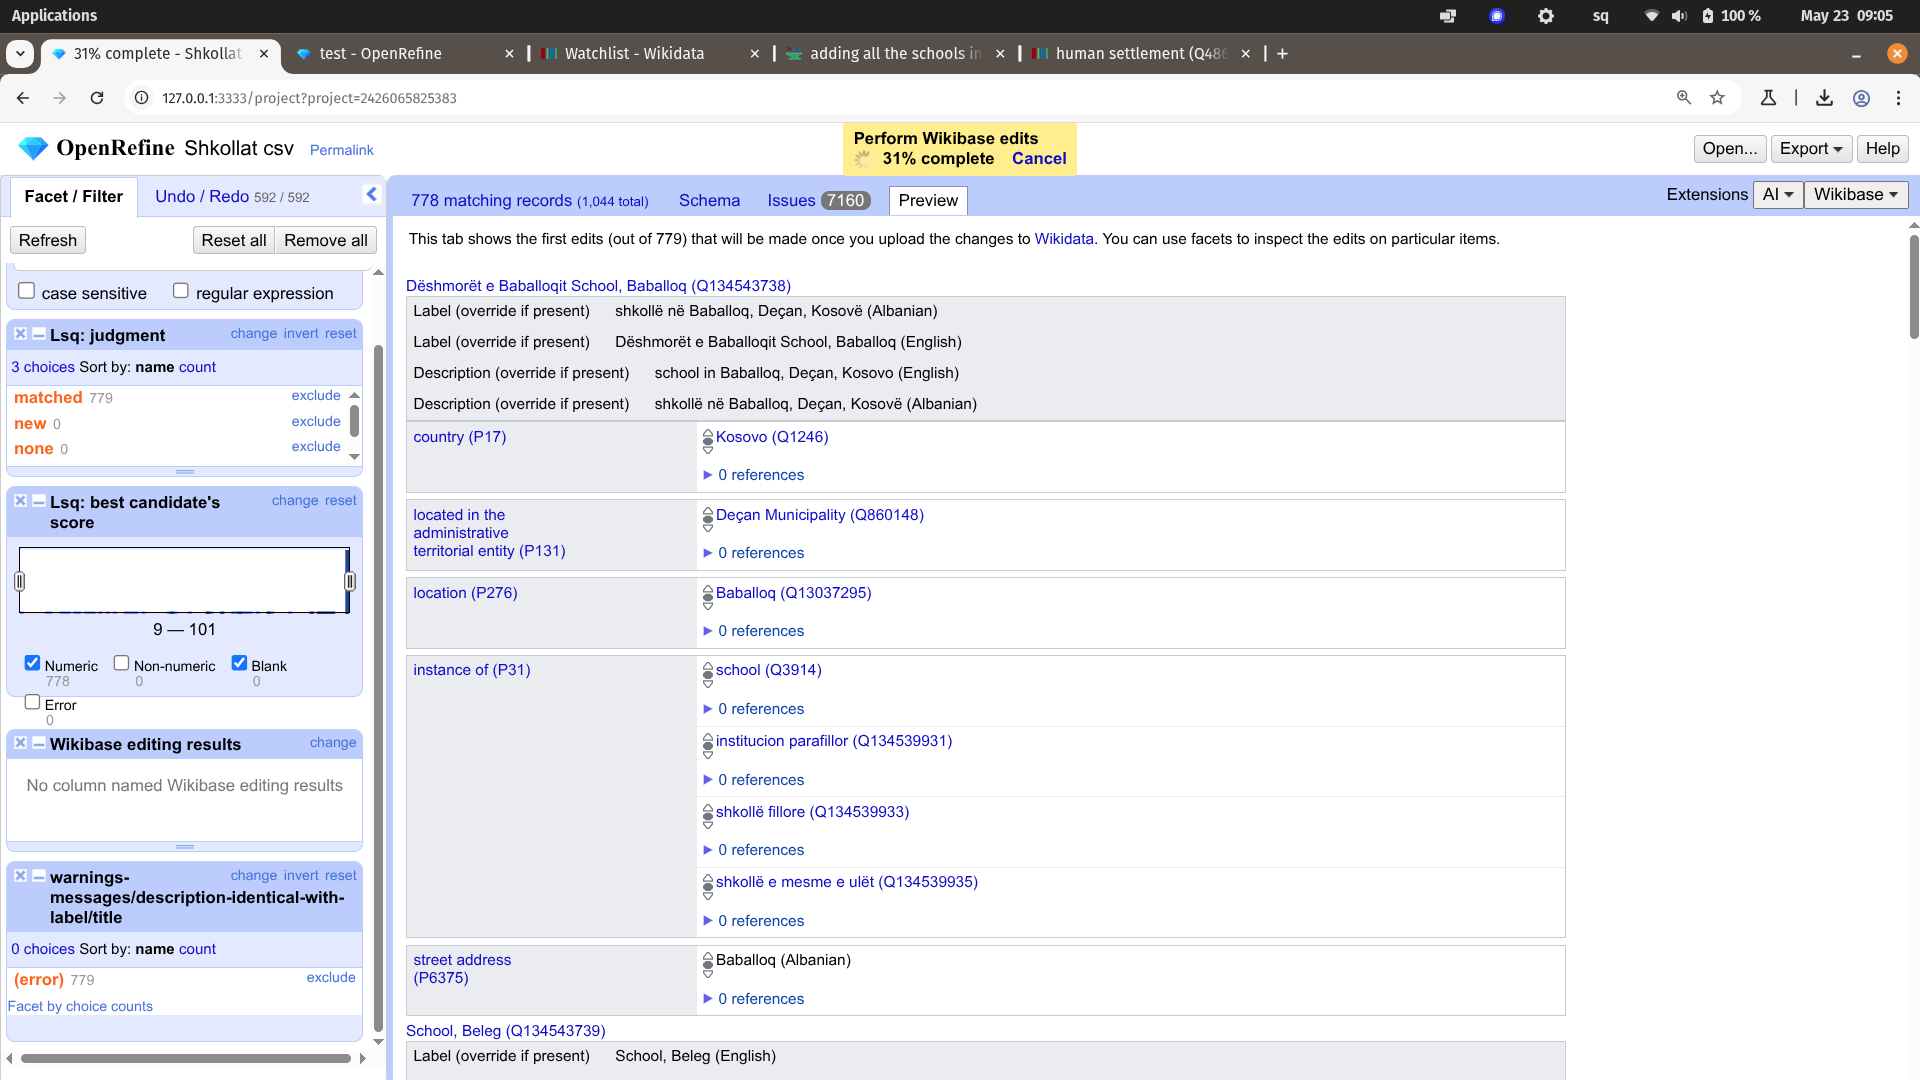 Applications
sq
100 %
May 23 09:05
31% complete - Shkollat
test - OpenRefine
Watchlist - Wikidata
adding all the schools in
human settlement (Q486
127.0.0.1:3333/project?project=2426065825383
OpenRefine Shkollat csv Permalink
Perform Wikibase edits
31% complete Cancel
Open... Export Help
Facet / Filter
Undo / Redo 592 / 592
778 matching records (1,044 total) Schema Issues 7160 Preview
Extensions AI Wikibase
Refresh Reset all Remove all
case sensitive regular expression
Lsq: judgment change invert reset
3 choices Sort by: name count
matched 779 exclude
new 0 exclude
none 0 exclude
Lsq: best candidate's score change reset
9 — 101
Numeric 778
Non-numeric 0
Blank 0
Error 0
Wikibase editing results change
No column named Wikibase editing results
warnings-messages/description-identical-with-label/title change invert reset
0 choices Sort by: name count
(error) 779 exclude
Facet by choice counts
This tab shows the first edits (out of 779) that will be made once you upload the changes to Wikidata. You can use facets to inspect the edits on particular items.
Dëshmorët e Baballoqit School, Baballoq (Q134543738)
Label (override if present) shkollë në Baballoq, Deçan, Kosovë (Albanian)
Label (override if present) Dëshmorët e Baballoqit School, Baballoq (English)
Description (override if present) school in Baballoq, Deçan, Kosovo (English)
Description (override if present) shkollë në Baballoq, Deçan, Kosovë (Albanian)
country (P17)
Kosovo (Q1246)
0 references
located in the
administrative
territorial entity (P131)
Deçan Municipality (Q860148)
0 references
location (P276)
Baballoq (Q13037295)
0 references
instance of (P31)
school (Q3914)
0 references
institucion parafillor (Q134539931)
0 references
shkollë fillore (Q134539933)
0 references
shkollë e mesme e ulët (Q134539935)
0 references
street address
(P6375)
Baballoq (Albanian)
0 references
School, Beleg (Q134543739)
Label (override if present) School, Beleg (English)